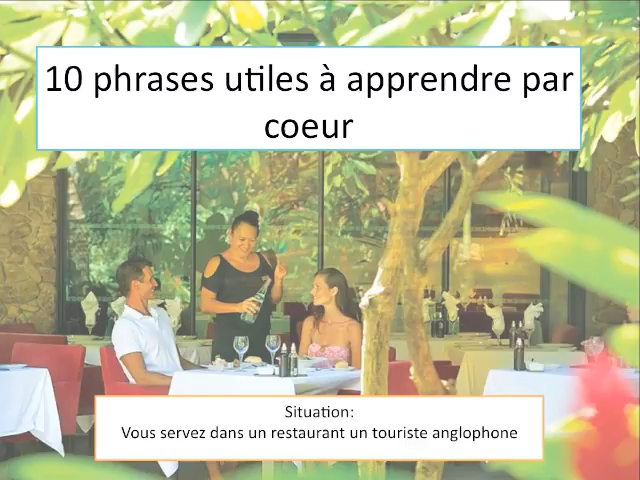 10 phrases utiles à apprendre par
coeur
Situation:
Vous servez dans un restaurant un touriste anglophone